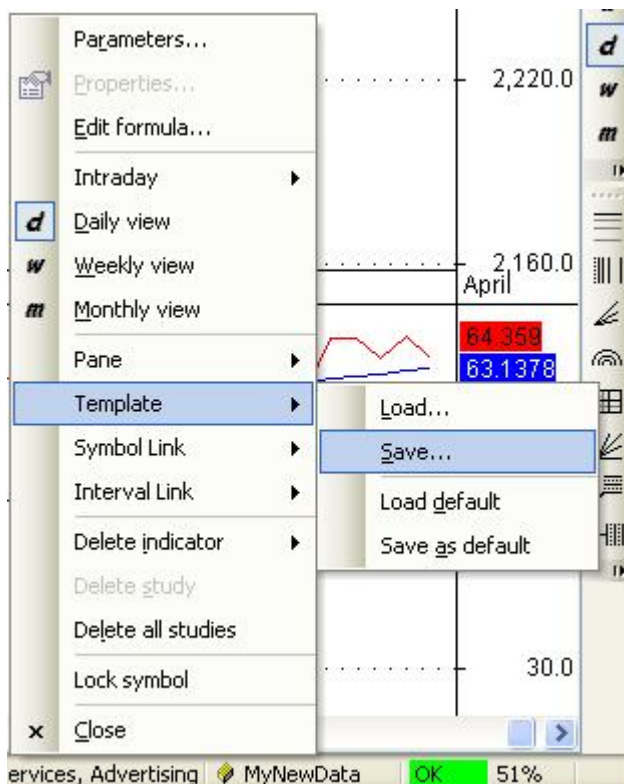 Parameters...
Properties...
Edit formula...
Intraday
d Daily view
w Weekly view
m Monthly view
Pane
Template
Symbol Link
Interval Link
Delete indicator
Delete study
Delete all studies
Lock symbol
x Close
Load...
Save...
Load default
Save as default
2,220.0
2,160.0
April
64.359
63.1378
30.0
d
w
m
ervices, Advertising MyNewData OK 51%